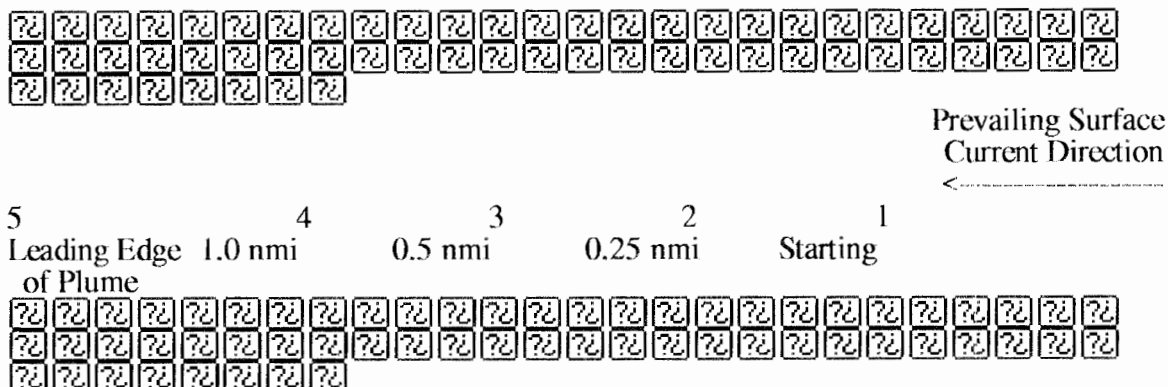 Prevailing Surface
Current Direction
<--------------------
5 4 3 2 1
Leading Edge 1.0 nmi 0.5 nmi 0.25 nmi Starting
of Plume